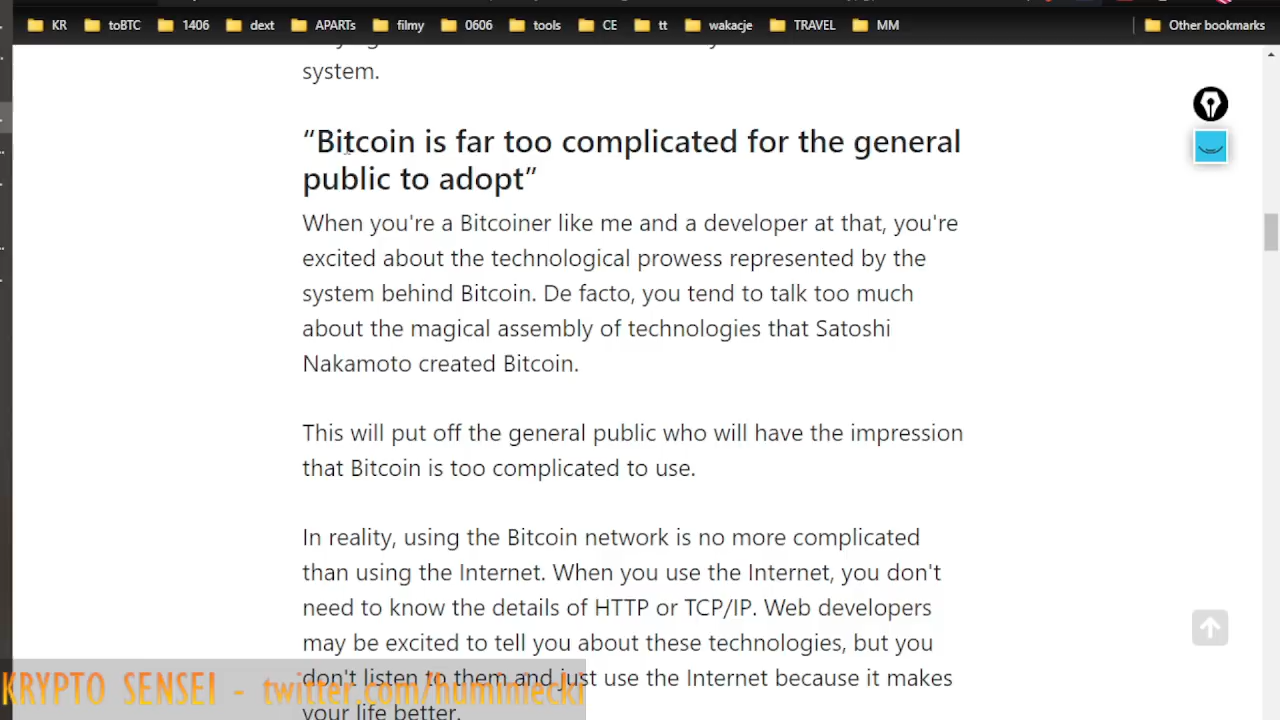 KR toBTC 1406 dext APARTs filmy 0606 tools CE tt wakacje TRAVEL MM Other bookmarks
system.
“Bitcoin is far too complicated for the general
public to adopt”
When you're a Bitcoiner like me and a developer at that, you're
excited about the technological prowess represented by the
system behind Bitcoin. De facto, you tend to talk too much
about the magical assembly of technologies that Satoshi
Nakamoto created Bitcoin.
This will put off the general public who will have the impression
that Bitcoin is too complicated to use.
In reality, using the Bitcoin network is no more complicated
than using the Internet. When you use the Internet, you don't
need to know the details of HTTP or TCP/IP. Web developers
may be excited to tell you about these technologies, but you
don't listen to them and just use the Internet because it makes
your life better.
KRYPTO SENSEI - twitter.com/huminiecki